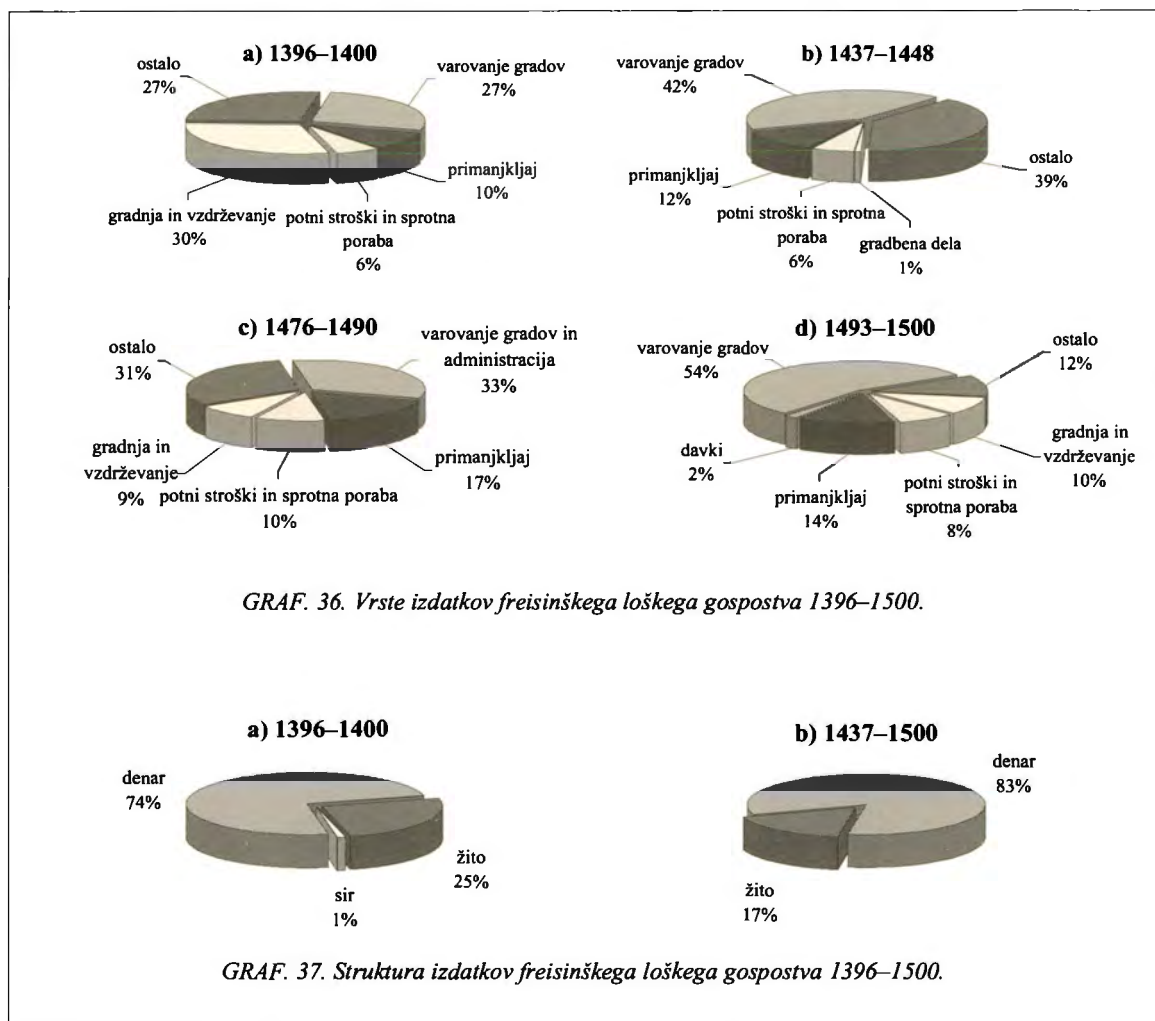 a) 1396–1400
ostalo
27%
varovanje gradov
27%
primanjkljaj
10%
potni stroški in sprotna
poraba
6%
gradnja in vzdrževanje
30%
b) 1437–1448
varovanje gradov
42%
ostalo
39%
gradbena dela
1%
potni stroški in sprotna
poraba
6%
primanjkljaj
12%
c) 1476–1490
ostalo
31%
varovanje gradov in
administracija
33%
primanjkljaj
17%
potni stroški in sprotna poraba
10%
gradnja in
vzdrževanje
9%
d) 1493–1500
varovanje gradov
54%
ostalo
12%
gradnja in
vzdrževanje
10%
potni stroški in
sprotna poraba
8%
primanjkljaj
14%
davki
2%
GRAF. 36. Vrste izdatkov freisinškega loškega gospostva 1396–1500.
a) 1396–1400
denar
74%
žito
25%
sir
1%
b) 1437–1500
denar
83%
žito
17%
GRAF. 37. Struktura izdatkov freisinškega loškega gospostva 1396–1500.